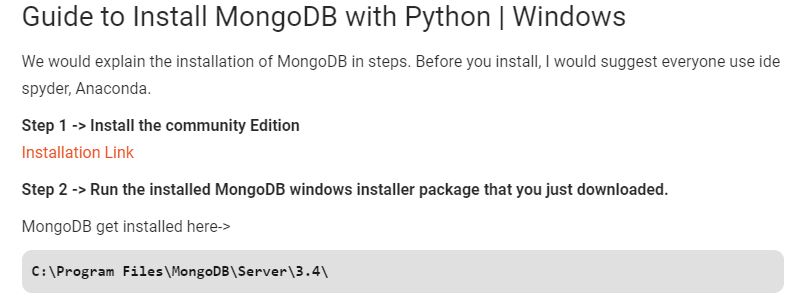 Guide to Install MongoDB with Python | Windows
We would explain the installation of MongoDB in steps. Before you install, I would suggest everyone use ide
spyder, Anaconda.
Step 1 -> Install the community Edition
Installation Link
Step 2 -> Run the installed MongoDB windows installer package that you just downloaded.
MongoDB get installed here->
C:\Program Files\MongoDB\Server\3.4\